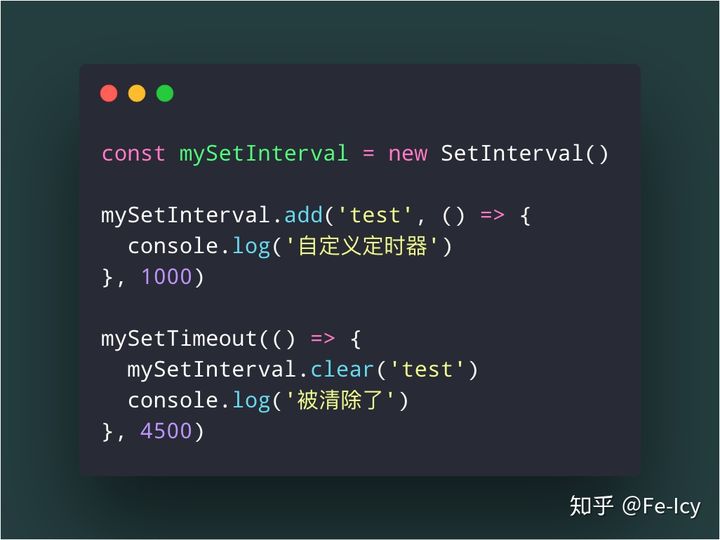 const mySetInterval = new SetInterval()
mySetInterval.add('test', () => {
  console.log('自定义定时器')
}, 1000)
mySetTimeout(() => {
  mySetInterval.clear('test')
  console.log('被清除了')
}, 4500)
知乎 @Fe-lcy